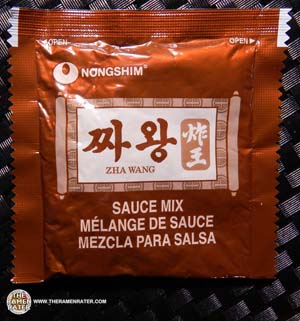 OPEN OPEN
NONGSHIM
짜왕
炸王
ZHA WANG
SAUCE MIX
MÉLANGE DE SAUCE
MEZCLA PARA SALSA
THE RAMEN RATER
WWW.THERAMENRATER.COM